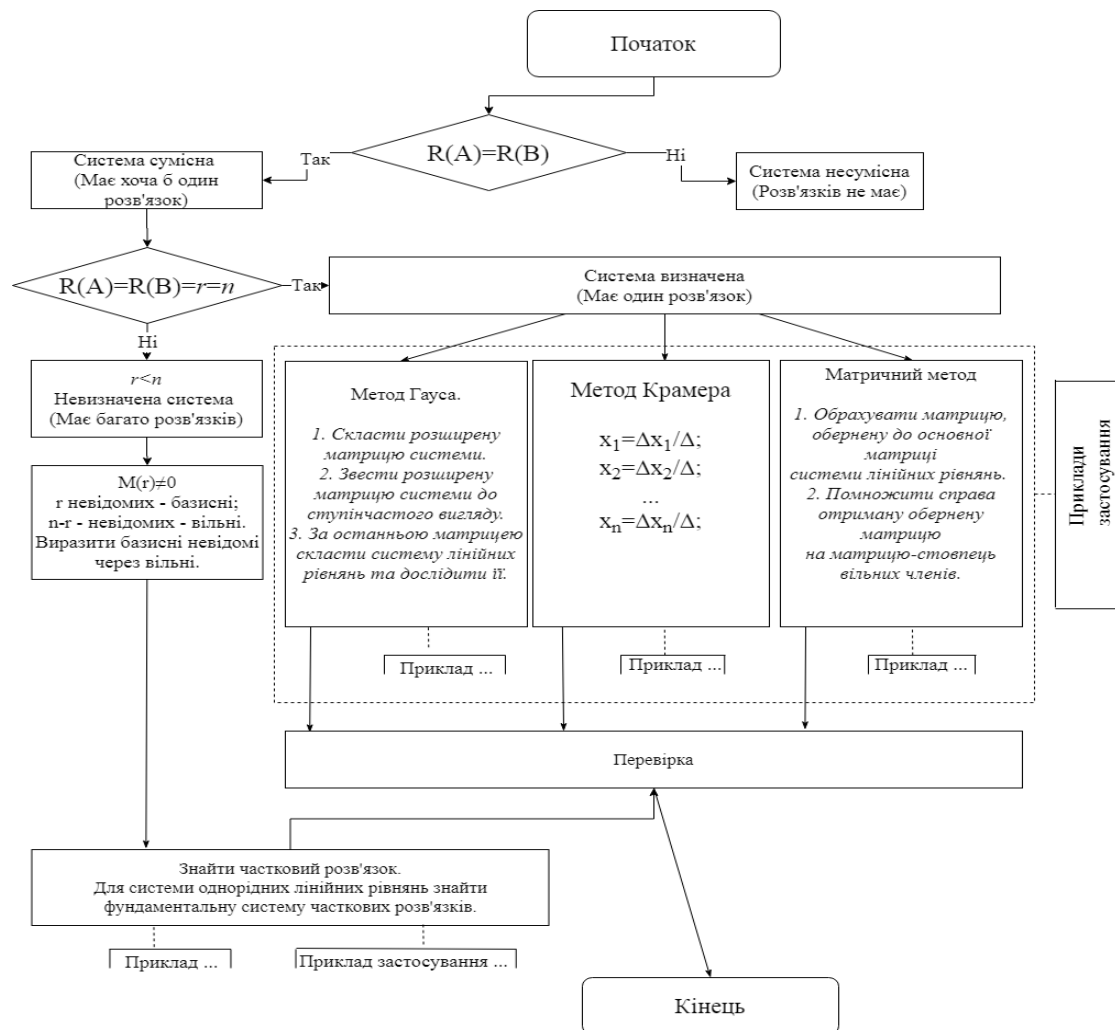 Початок
R(A)=R(B)
Так
Ні
Система сумісна
(Має хоча б один
розв'язок)
Система несумісна
(Розв'язків не має)
R(A)=R(B)=r=n
Так
Система визначена
(Має один розв'язок)
Ні
r<n
Невизначена система
(Має багато розв'язків)
M(r)≠0
r невідомих - базисні;
n-r - невідомих - вільні.
Виразити базисні невідомі
через вільні.
Метод Гауса.
1. Скласти розширену
матрицю системи.
2. Звести розширену
матрицю системи до
ступінчастого вигляду.
3. За останньою матрицею
скласти систему лінійних
рівнянь та дослідити її.
Приклад ...
Метод Крамера
x₁=Δx₁/Δ;
x₂=Δx₂/Δ;
...
xₙ=Δxₙ/Δ;
Приклад ...
Матричний метод
1. Обрахувати матрицю,
обернену до основної
матриці
системи лінійних рівнянь.
2. Помножити справа
отриману обернену
матрицю
на матрицю-стовпець
вільних членів.
Приклад ...
Приклади
застосування
Перевірка
Знайти частковий розв'язок.
Для системи однорідних лінійних рівнянь знайти
фундаментальну систему часткових розв'язків.
Приклад ...
Приклад застосування ...
Кінець